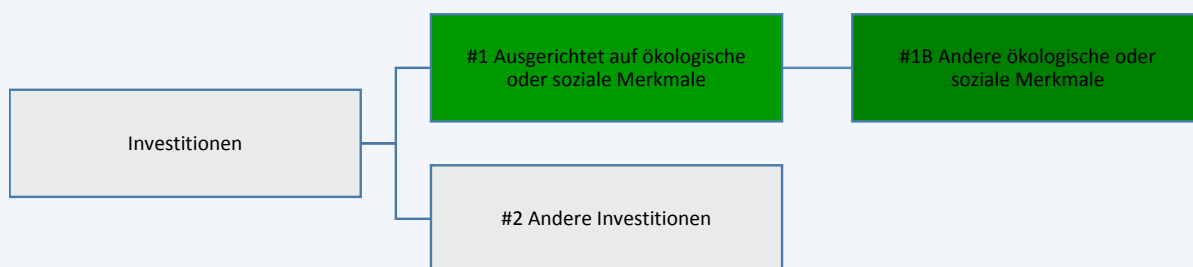 #1 Ausgerichtet auf ökologische
oder soziale Merkmale
#1B Andere ökologische oder
soziale Merkmale
Investitionen
#2 Andere Investitionen